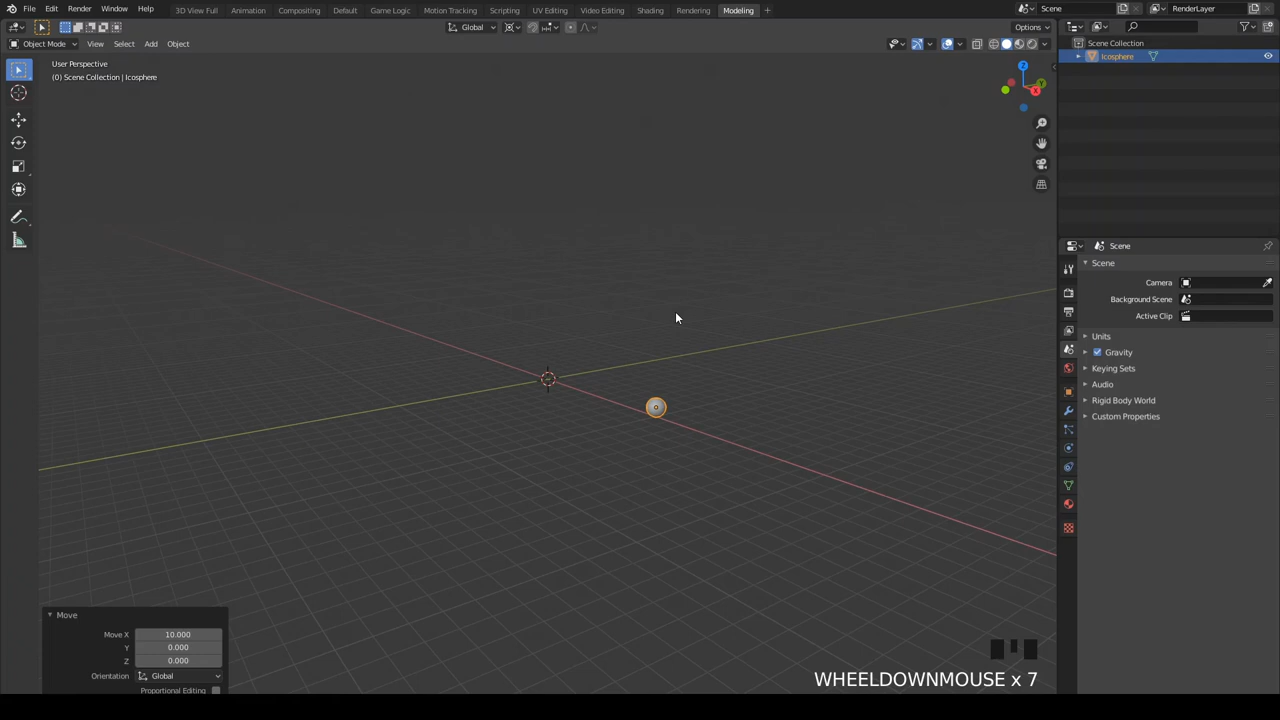 File Edit Render Window Help 3D View Full Animation Compositing Default Game Logic Motion Tracking Scripting UV Editing Video Editing Shading Rendering Modeling + Scene RenderLayer
Global Options
Object Mode View Select Add Object
Scene Collection
Icosphere
User Perspective
(0) Scene Collection | Icosphere
Z
Y
X
Scene
Scene
Camera
Background Scene
Active Clip
Units
Gravity
Keying Sets
Audio
Rigid Body World
Custom Properties
Move
Move X 10.000
Y 0.000
Z 0.000
Orientation Global
Proportional Editing
WHEELDOWNMOUSE x 7